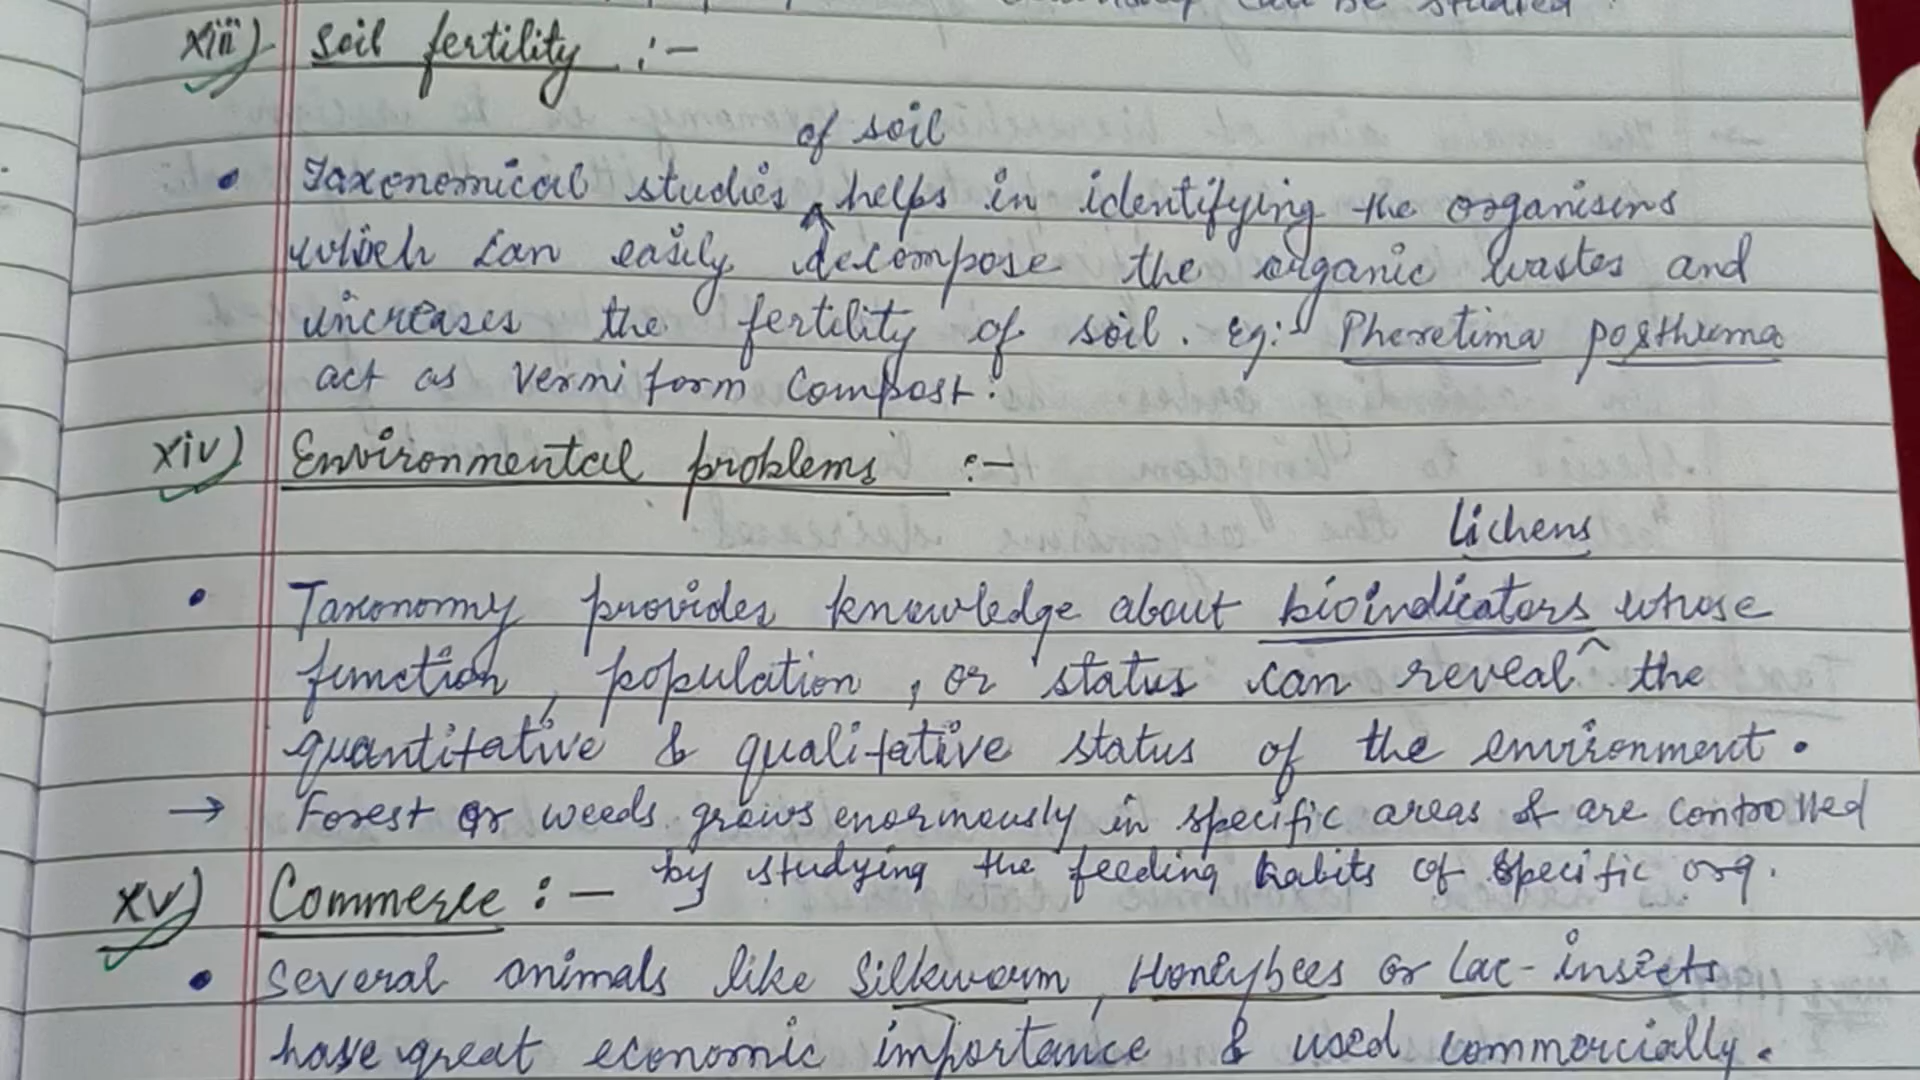 can be studied.
xiii) Soil fertility :-
of soil
• Taxonomical studies ^ helps in identifying the organisms
which can easily decompose the organic wastes and
increases the fertility of soil. Eg:- Pheretima posthuma
act as vermiform compost.
xiv) Environmental problems :-
lichens
• Taxonomy provides knowledge about bioindicators ^ whose
function, population, or status can reveal the
quantitative & qualitative status of the environment.
→ Forest or weeds grows enormously in specific areas & are controlled
by studying the feeding habits of specific org.
xv) Commerce :-
• Several animals like Silkworm, Honeybees or Lac-insects
have great economic importance & used commercially.